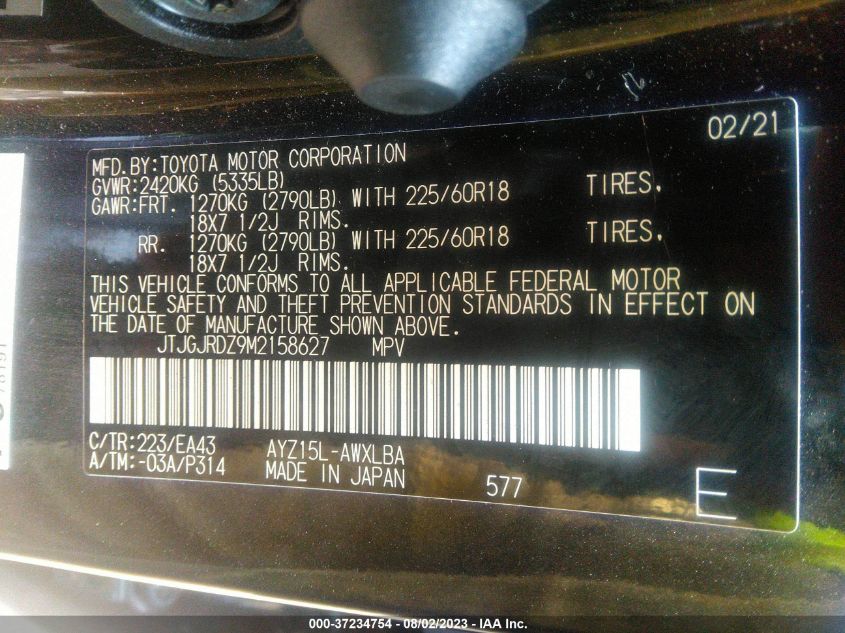 02/21
MFD.BY:TOYOTA MOTOR CORPORATION
GVWR:2420KG (5335LB)
GAWR:FRT. 1270KG (2790LB) WITH 225/60R18 TIRES,
18X7 1/2J RIMS.
RR. 1270KG (2790LB) WITH 225/60R18 TIRES,
18X7 1/2J RIMS.
THIS VEHICLE CONFORMS TO ALL APPLICABLE FEDERAL MOTOR
VEHICLE SAFETY AND THEFT PREVENTION STANDARDS IN EFFECT ON
THE DATE OF MANUFACTURE SHOWN ABOVE.
JTJGJRDZ9M2158627 MPV
C/TR:223/EA43 AYZ15L-AWXLBA
A/TM:-03A/P314 MADE IN JAPAN 577 E
000-37234754 - 08/02/2023 - IAA Inc.